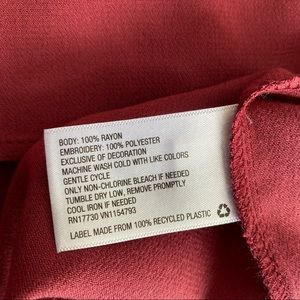 BODY: 100% RAYON
EMBROIDERY: 100% POLYESTER
EXCLUSIVE OF DECORATION
MACHINE WASH COLD WITH LIKE COLORS
GENTLE CYCLE
ONLY NON-CHLORINE BLEACH IF NEEDED
TUMBLE DRY LOW, REMOVE PROMPTLY
COOL IRON IF NEEDED
RN17730 VN1154793
LABEL MADE FROM 100% RECYCLED PLASTIC